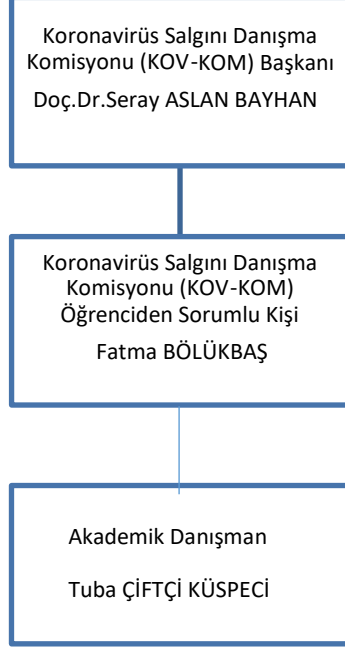 Koronavirüs Salgını Danışma
Komisyonu (KOV-KOM) Başkanı
Doç.Dr.Seray ASLAN BAYHAN
Koronavirüs Salgını Danışma
Komisyonu (KOV-KOM)
Öğrenciden Sorumlu Kişi
Fatma BÖLÜKBAŞ
Akademik Danışman
Tuba ÇİFTÇİ KÜSPECİ